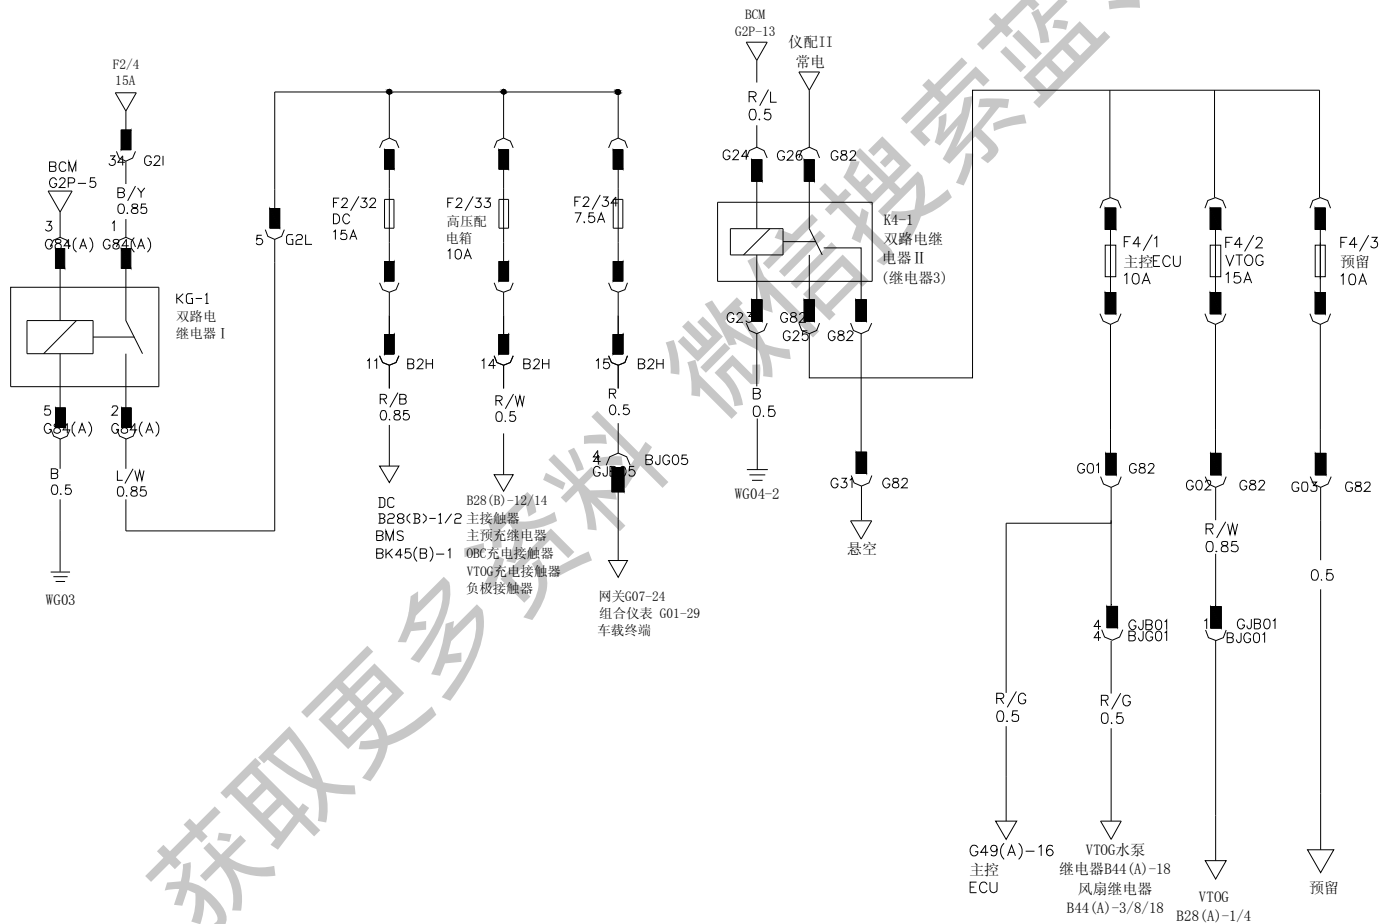 F2/4
15A
34 G2I
BCM
G2P-5
B/Y
0.85
3
G84(A)
1
G84(A)
KG-1
双路电
继电器Ⅰ
5
G84(A)
2
G84(A)
B
0.5
L/W
0.85
WG03
5 G2L
F2/32
DC
15A
F2/33
高压配
电箱
10A
F2/34
7.5A
11 B2H
14 B2H
15 B2H
R/B
0.85
R/W
0.5
R
0.5
4
4
GJB05
BJG05
DC
B28(B)-1/2
BMS
BK45(B)-1
B28(B)-12/14
主接触器
主预充继电器
OBC充电接触器
VTOG充电接触器
负极接触器
网关G07-24
组合仪表 G01-29
车载终端
BCM
G2P-13
仪配II
常电
R/L
0.5
G24
G26 G82
K4-1
双路电继
电器Ⅱ
(继电器3)
G23
G82
G25
G82
B
0.5
WG04-2
G31 G82
悬空
F4/1
主控ECU
10A
F4/2
VTOG
15A
F4/3
预留
10A
G01 G82
G02 G82
G03 G82
R/W
0.85
0.5
4 GJB01
4 BJG01
1 GJB01
BJG01
R/G
0.5
R/G
0.5
G49(A)-16
主控
ECU
VTOG水泵
继电器B44(A)-18
风扇继电器
B44(A)-3/8/18
VTOG
B28(A)-1/4
预留
获取更多资料 微信搜索蓝